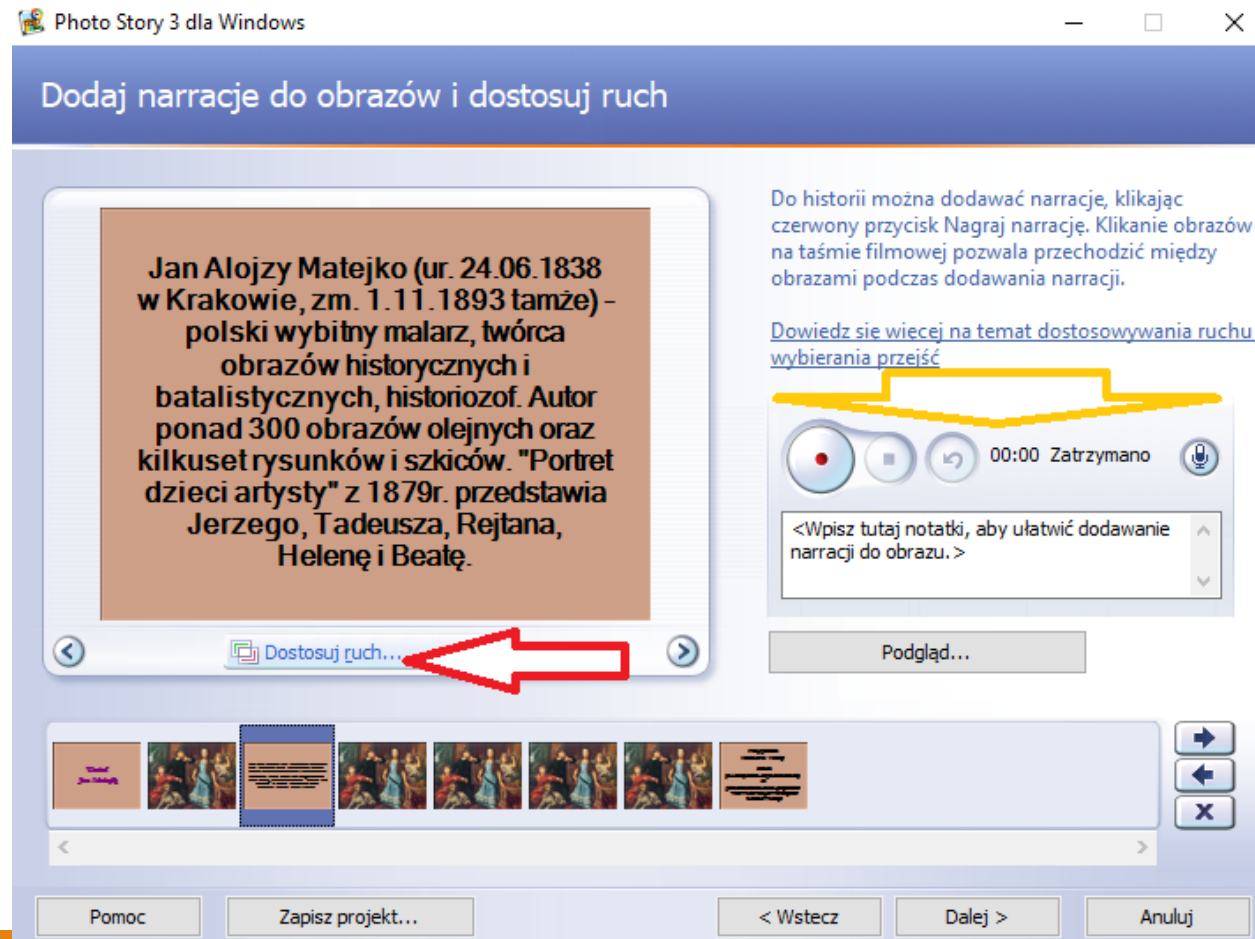 Photo Story 3 dla Windows
Dodaj narracje do obrazów i dostosuj ruch
Jan Alojzy Matejko (ur. 24.06.1838
w Krakowie, zm. 1.11.1893 tamże) -
polski wybitny malarz, twórca
obrazów historycznych i
batalistycznych, historiozof. Autor
ponad 300 obrazów olejnych oraz
kilkuset rysunków i szkiców. "Portret
dzieci artysty" z 1879r. przedstawia
Jerzego, Tadeusza, Rejtana,
Helenę i Beatę.
Dostosuj ruch...
Do historii można dodawać narracje, klikając
czerwony przycisk Nagraj narrację. Klikanie obrazów
na taśmie filmowej pozwala przechodzić między
obrazami podczas dodawania narracji.
Dowiedz się więcej na temat dostosowywania ruchu
wybierania przejść
00:00 Zatrzymano
<Wpisz tutaj notatki, aby ułatwić dodawanie
narracji do obrazu.>
Podgląd...
Pomoc
Zapisz projekt...
< Wstecz
Dalej >
Anuluj